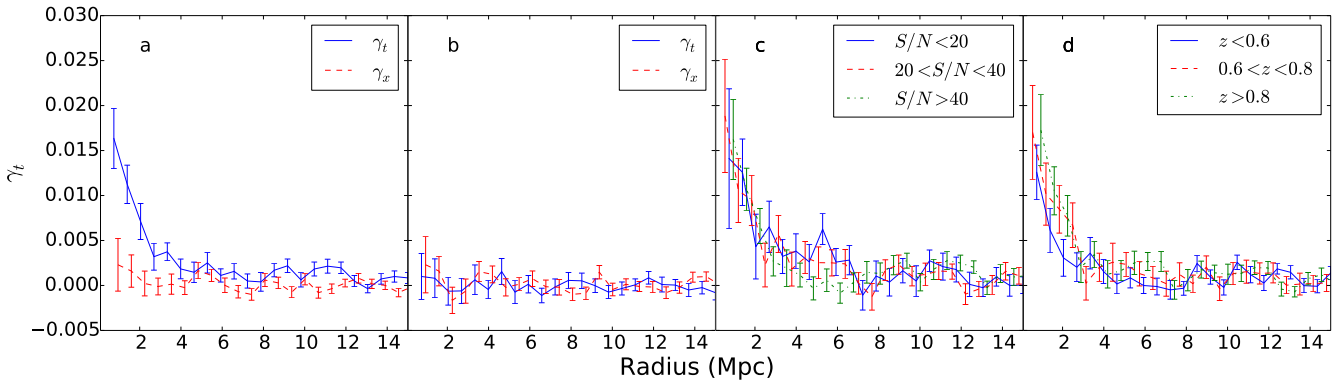 0.030
0.025
0.020
0.015
0.010
0.005
0.000
−0.005
γt
a
γt
γx
b
γt
γx
c
S/N<20
20<S/N<40
S/N>40
d
z<0.6
0.6<z<0.8
z>0.8
2 4 6 8 10 12 14
2 4 6 8 10 12 14
2 4 6 8 10 12 14
2 4 6 8 10 12 14
Radius (Mpc)